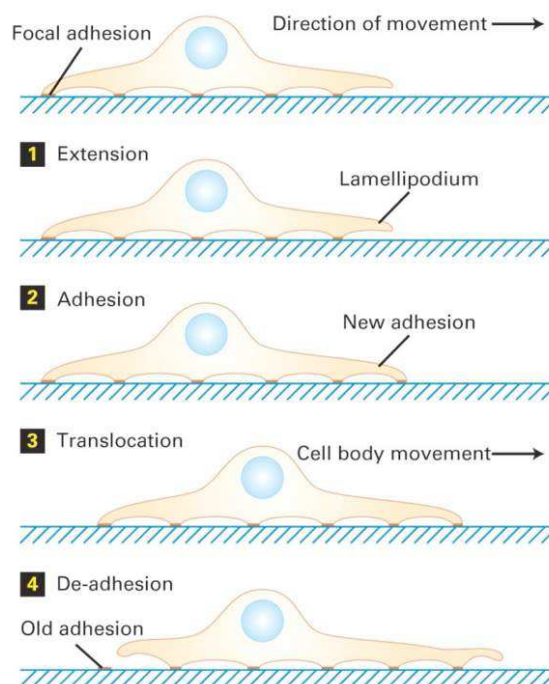 Direction of movement
Focal adhesion
1 Extension
Lamellipodium
2 Adhesion
New adhesion
3 Translocation
Cell body movement
4 De-adhesion
Old adhesion